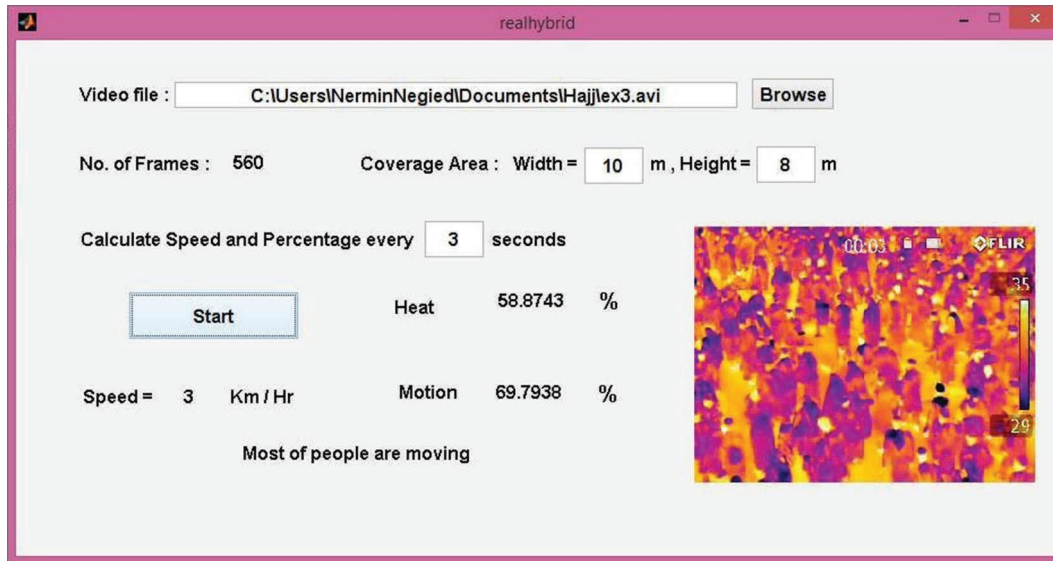 realhybrid
Video file : C:\Users\NerminNegied\Documents\Hajj\ex3.avi Browse
No. of Frames : 560 Coverage Area : Width = 10 m , Height = 8 m
Calculate Speed and Percentage every 3 seconds
00:03 FLIR
35
Start Heat 58.8743 %
Speed = 3 Km / Hr Motion 69.7938 %
29
Most of people are moving